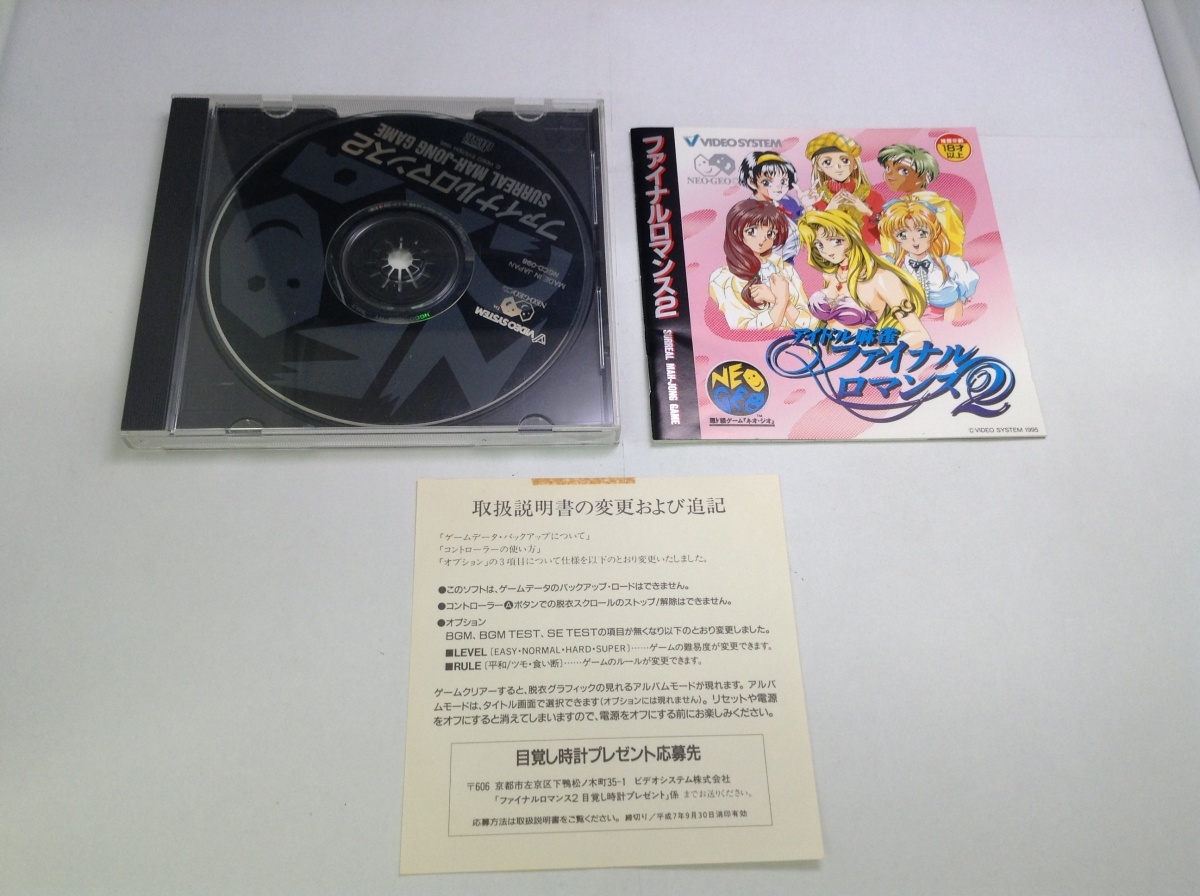 ファイナルロマンス2
SURREAL MAH-JONG GAME
MADE IN JAPAN
NGCD-098
NEO・GEO
VIDEO SYSTEM
ファイナルロマンス2
SURREAL MAH-JONG GAME
VIDEO SYSTEM
NEO・GEO
推奨年齢
18才
以上
アイドル麻雀
ファイナル
ロマンス2
NEO
GEO
™
凄ド級ゲーム「ネオ・ジオ」
© VIDEO SYSTEM 1995
取扱説明書の変更および追記
「ゲームデータ・バックアップについて」
「コントローラーの使い方」
「オプション」の3項目について仕様を以下のとおり変更いたしました。
●このソフトは、ゲームデータのバックアップ・ロードはできません。
●コントローラーⒶボタンでの脱衣スクロールのストップ/解除はできません。
●オプション
BGM、BGM TEST、SE TESTの項目が無くなり以下のとおり変更しました。
■LEVEL〔EASY・NORMAL・HARD・SUPER〕……ゲームの難易度が変更できます。
■RULE〔平和/ツモ・食い断〕……ゲームのルールが変更できます。
ゲームクリアーすると、脱衣グラフィックの見れるアルバムモードが現れます。アルバ
ムモードは、タイトル画面で選択できます(オプションには現れません)。リセットや電源
をオフにすると消えてしまいますので、電源をオフにする前にお楽しみください。
目覚し時計プレゼント応募先
〒606 京都市左京区下鴨松ノ木町35-1 ビデオシステム株式会社
「ファイナルロマンス2 目覚し時計プレゼント」係 までお送りください。
応募方法は取扱説明書をご覧ください。 締切り/平成7年9月30日消印有効